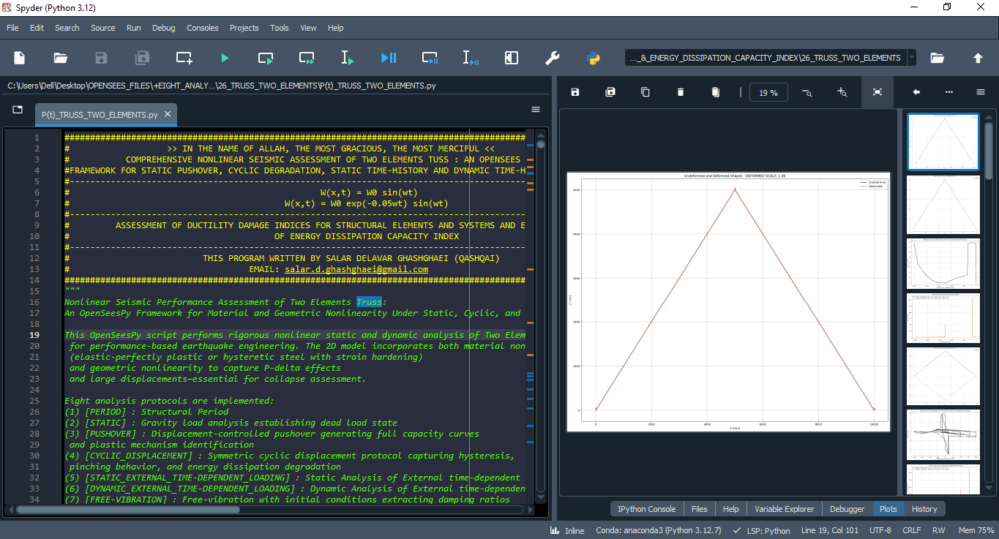 Spyder (Python 3.12)
File Edit Search Source Run Debug Consoles Projects Tools View Help
..._&_ENERGY_DISSIPATION_CAPACITY_INDEX\26_TRUSS_TWO_ELEMENTS
C:\Users\Dell\Desktop\OPENSEES_FILES\+EIGHT_ANALY...\26_TRUSS_TWO_ELEMENTS\P(t)_TRUSS_TWO_ELEMENTS.py
P(t)_TRUSS_TWO_ELEMENTS.py
1 ##########################################################################################
2 # >> IN THE NAME OF ALLAH, THE MOST GRACIOUS, THE MOST MERCIFUL <<
3 # COMPREHENSIVE NONLINEAR SEISMIC ASSESSMENT OF TWO ELEMENTS TUSS : AN OPENSEES
4 #FRAMEWORK FOR STATIC PUSHOVER, CYCLIC DEGRADATION, STATIC TIME-HISTORY AND DYNAMIC TIME-H
5 #-----------------------------------------------------------------------------------------
6 # W(x,t) = W0 sin(wt)
7 # W(x,t) = W0 exp(-0.05wt) sin(wt)
8 #-----------------------------------------------------------------------------------------
9 # ASSESSMENT OF DUCTILITY DAMAGE INDICES FOR STRUCTURAL ELEMENTS AND SYSTEMS AND E
10 # OF ENERGY DISSIPATION CAPACITY INDEX
11 #-----------------------------------------------------------------------------------------
12 # THIS PROGRAM WRITTEN BY SALAR DELAVAR GHASHGHAEI (QASHQAI)
13 # EMAIL: salar.d.ghashghaei@gmail.com
14 ##########################################################################################
15 """
16 Nonlinear Seismic Performance Assessment of Two Elements Truss:
17 An OpenSeesPy Framework for Material and Geometric Nonlinearity Under Static, Cyclic, and
18
19 This OpenSeesPy script performs rigorous nonlinear static and dynamic analysis of Two Elem
20 for performance-based earthquake engineering. The 2D model incorporates both material non
21 (elastic-perfectly plastic or hysteretic steel with strain hardening)
22 and geometric nonlinearity to capture P-delta effects
23 and large displacements—essential for collapse assessment.
24
25 Eight analysis protocols are implemented:
26 (1) [PERIOD] : Structural Period
27 (2) [STATIC] : Gravity load analysis establishing dead load state
28 (3) [PUSHOVER] : Displacement-controlled pushover generating full capacity curves
29 and plastic mechanism identification
30 (4) [CYCLIC_DISPLACEMENT] : Symmetric cyclic displacement protocol capturing hysteresis,
31 pinching behavior, and energy dissipation degradation
32 (5) [STATIC_EXTERNAL_TIME-DEPENDENT_LOADING] : Static Analysis of External time-dependent
33 (6) [DYNAMIC_EXTERNAL_TIME-DEPENDENT_LOADING] : Dynamic Analysis of External time-dependen
34 (7) [FREE-VIBRATION] : Free-vibration with initial conditions extracting damping ratios
19 %
Undeformed and Deformed Shapes - DEFORMED SCALE: 1.00
Undeformed
Deformed
5000
4000
3000
2000
1000
0
Z [mm]
0 2000 4000 6000 8000 10000
X [mm]
IPython Console Files Help Variable Explorer Debugger Plots History
Inline Conda: anaconda3 (Python 3.12.7) LSP: Python Line 19, Col 101 UTF-8 CRLF RW Mem 75%